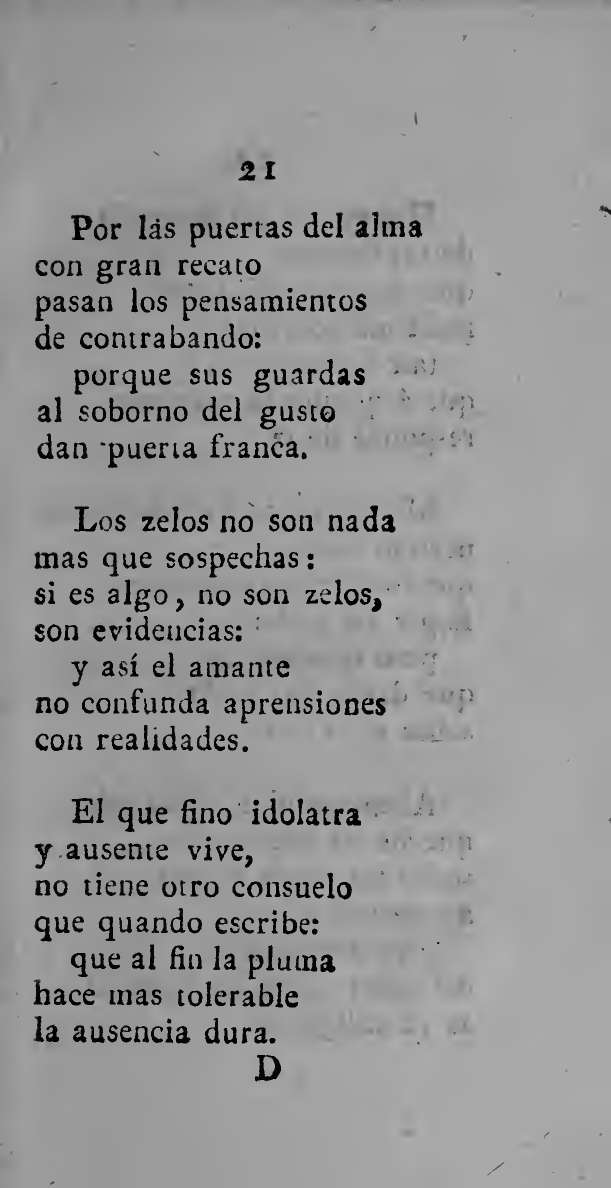 21
Por las puertas del alma
con gran recato
pasan los pensamientos
de contrabando:
porque sus guardas
al soborno del gusto
dan puerta franca.
Los zelos no son nada
mas que sospechas:
si es algo, no son zelos,
son evidencias:
y así el amante
no confunda aprensiones
con realidades.
El que fino idolatra
y ausente vive,
no tiene otro consuelo
que quando escribe:
que al fin la pluma
hace mas tolerable
la ausencia dura.
D